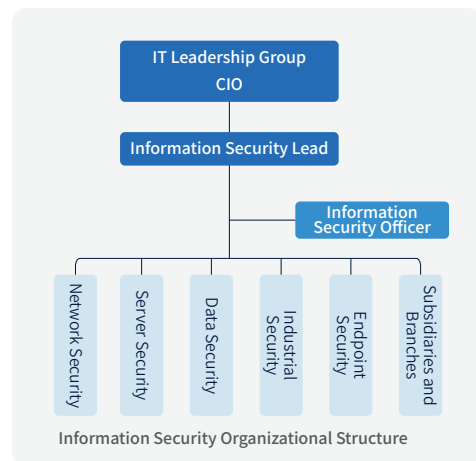 IT Leadership Group
CIO
Information Security Lead
Information
Security Officer
Network Security
Server Security
Data Security
Industrial
Security
Endpoint
Security
Subsidiaries and
Branches
Information Security Organizational Structure